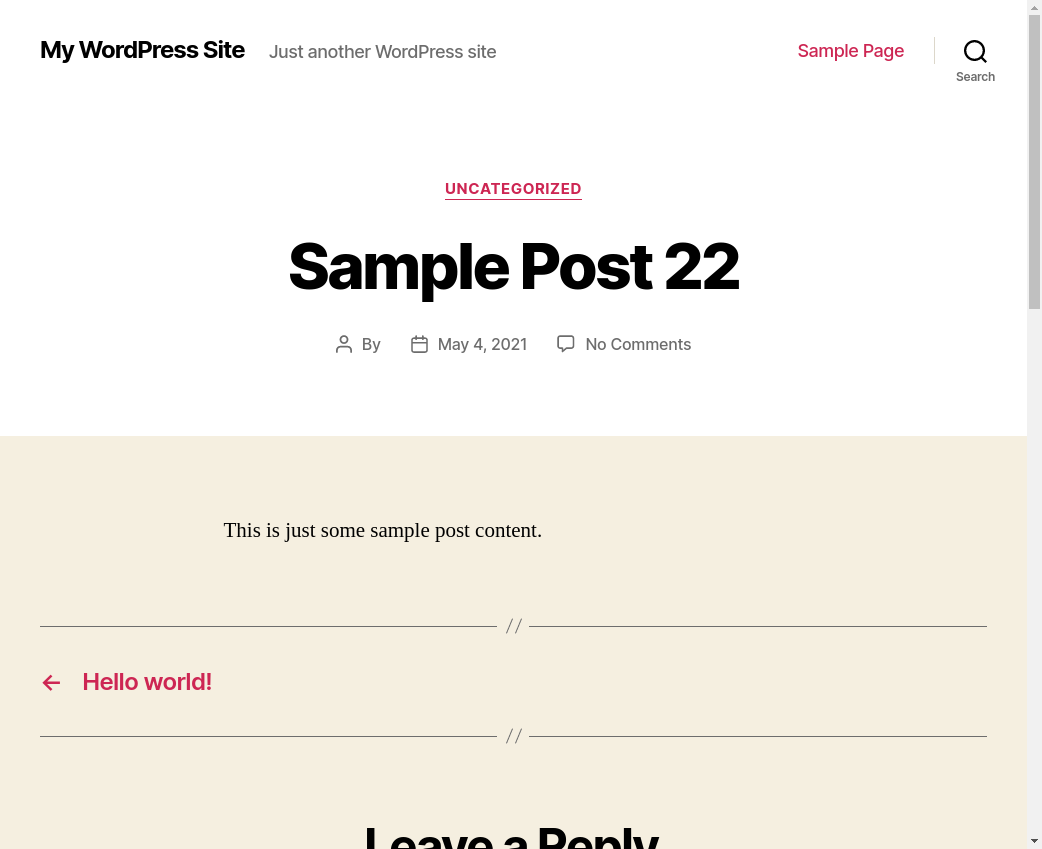 My WordPress Site
Just another WordPress site
Sample Page
Search
UNCATEGORIZED
Sample Post 22
By
May 4, 2021
No Comments
This is just some sample post content.
//
← Hello world!
//
Leave a Reply